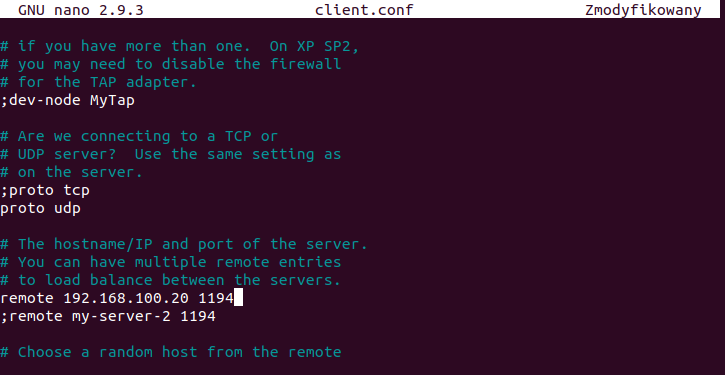 GNU nano 2.9.3 client.conf Zmodyfikowany
# if you have more than one.  On XP SP2,
# you may need to disable the firewall
# for the TAP adapter.
;dev-node MyTap
# Are we connecting to a TCP or
# UDP server?  Use the same setting as
# on the server.
;proto tcp
proto udp
# The hostname/IP and port of the server.
# You can have multiple remote entries
# to load balance between the servers.
remote 192.168.100.20 1194
;remote my-server-2 1194
# Choose a random host from the remote